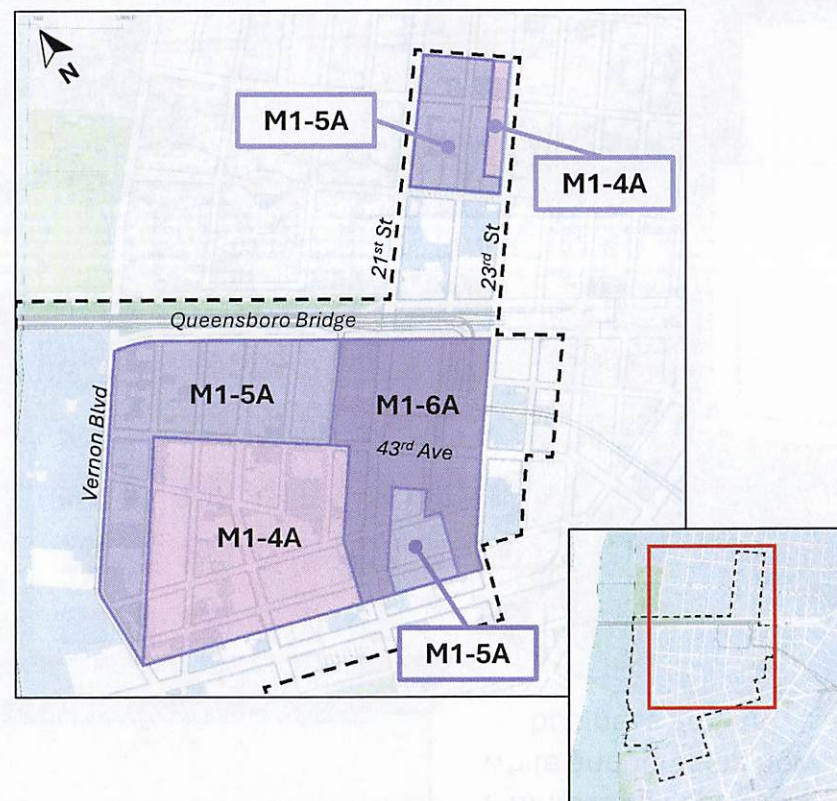 N
M1-5A
M1-4A
21st St
23rd St
Queensboro Bridge
Vernon Blvd
M1-5A
M1-6A
43rd Ave
M1-4A
M1-5A